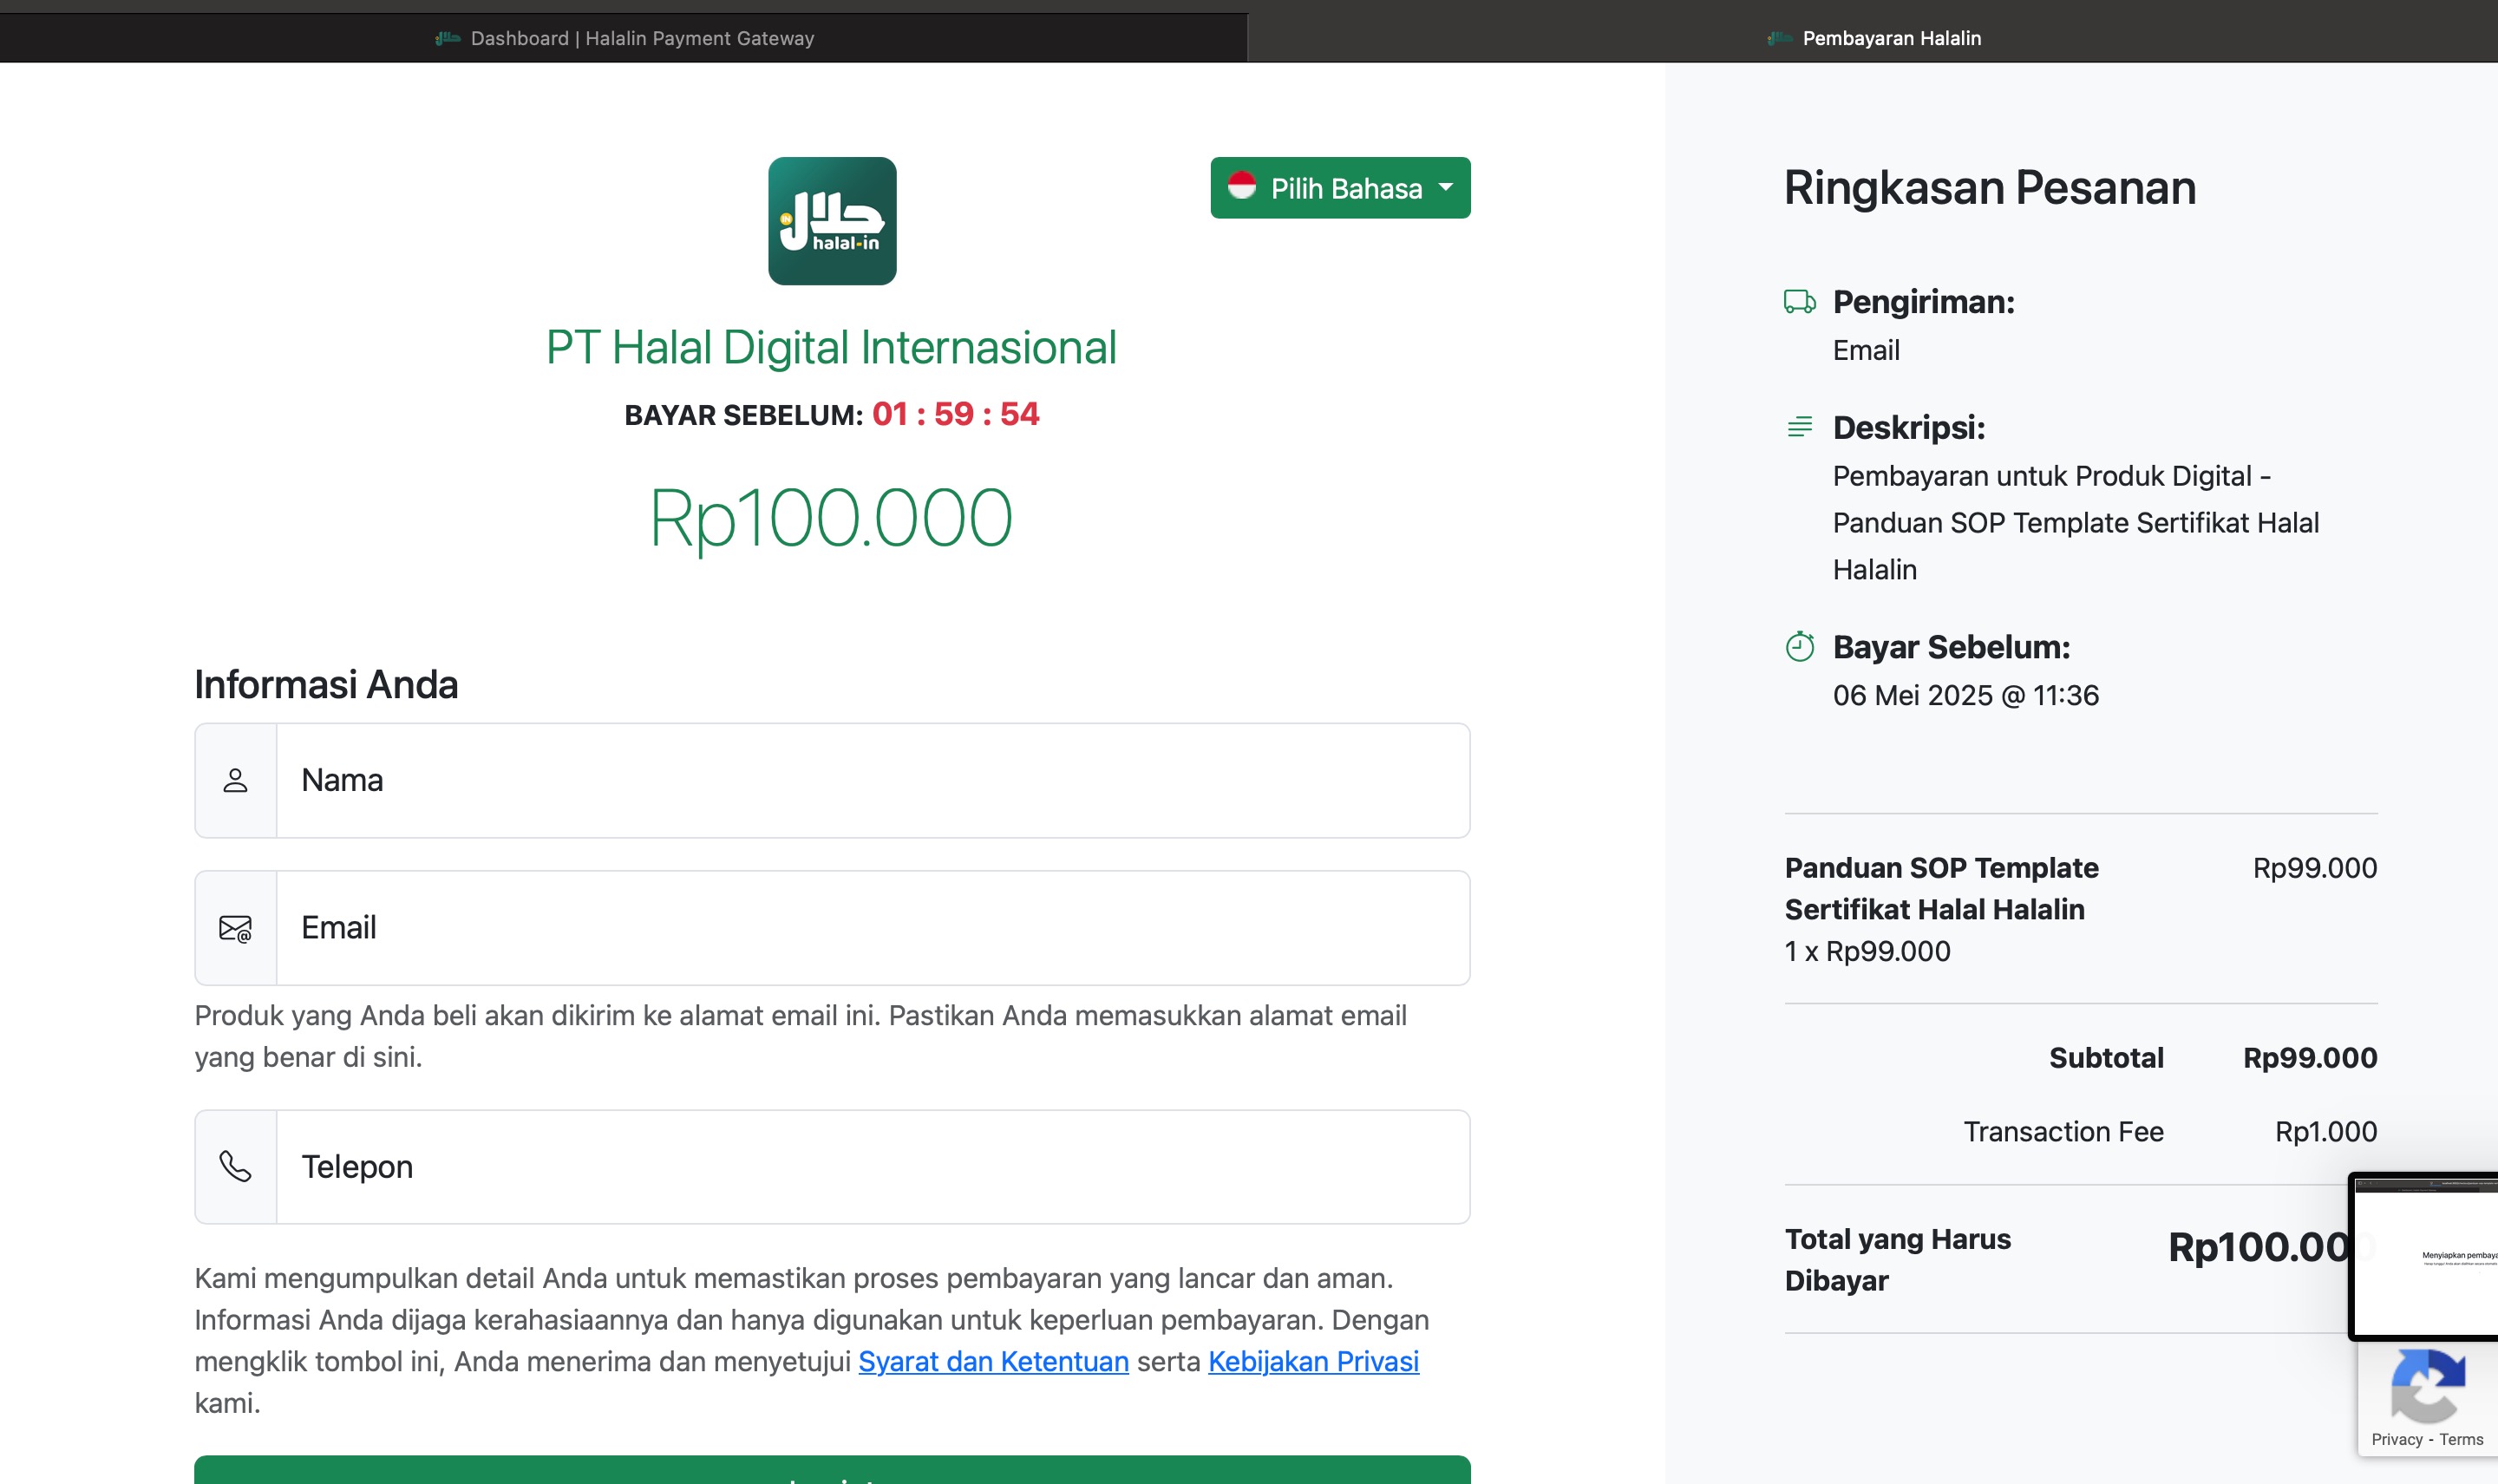 Dashboard | Halalin Payment Gateway
Pembayaran Halalin
حلال
IN
halal-in
Pilih Bahasa
PT Halal Digital Internasional
BAYAR SEBELUM: 01 : 59 : 54
Rp100.000
Informasi Anda
Nama
Email
Produk yang Anda beli akan dikirim ke alamat email ini. Pastikan Anda memasukkan alamat email
yang benar di sini.
Telepon
Kami mengumpulkan detail Anda untuk memastikan proses pembayaran yang lancar dan aman.
Informasi Anda dijaga kerahasiaannya dan hanya digunakan untuk keperluan pembayaran. Dengan
mengklik tombol ini, Anda menerima dan menyetujui Syarat dan Ketentuan serta Kebijakan Privasi
kami.
Ringkasan Pesanan
Pengiriman:
Email
Deskripsi:
Pembayaran untuk Produk Digital -
Panduan SOP Template Sertifikat Halal
Halalin
Bayar Sebelum:
06 Mei 2025 @ 11:36
Panduan SOP Template Rp99.000
Sertifikat Halal Halalin
1 x Rp99.000
Subtotal Rp99.000
Transaction Fee Rp1.000
Total yang Harus Rp100.00
Dibayar
Menyiapkan
Privacy - Terms